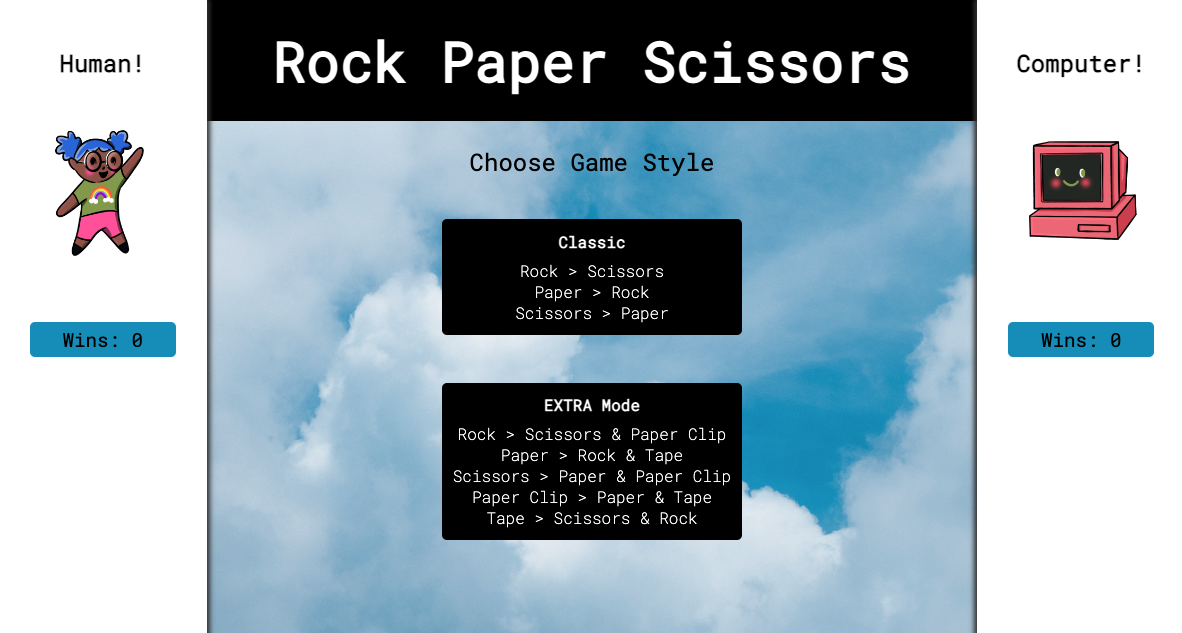 Human!
Wins: 0
Rock Paper Scissors
Choose Game Style
Classic
Rock > Scissors
Paper > Rock
Scissors > Paper
EXTRA Mode
Rock > Scissors & Paper Clip
Paper > Rock & Tape
Scissors > Paper & Paper Clip
Paper Clip > Paper & Tape
Tape > Scissors & Rock
Computer!
Wins: 0